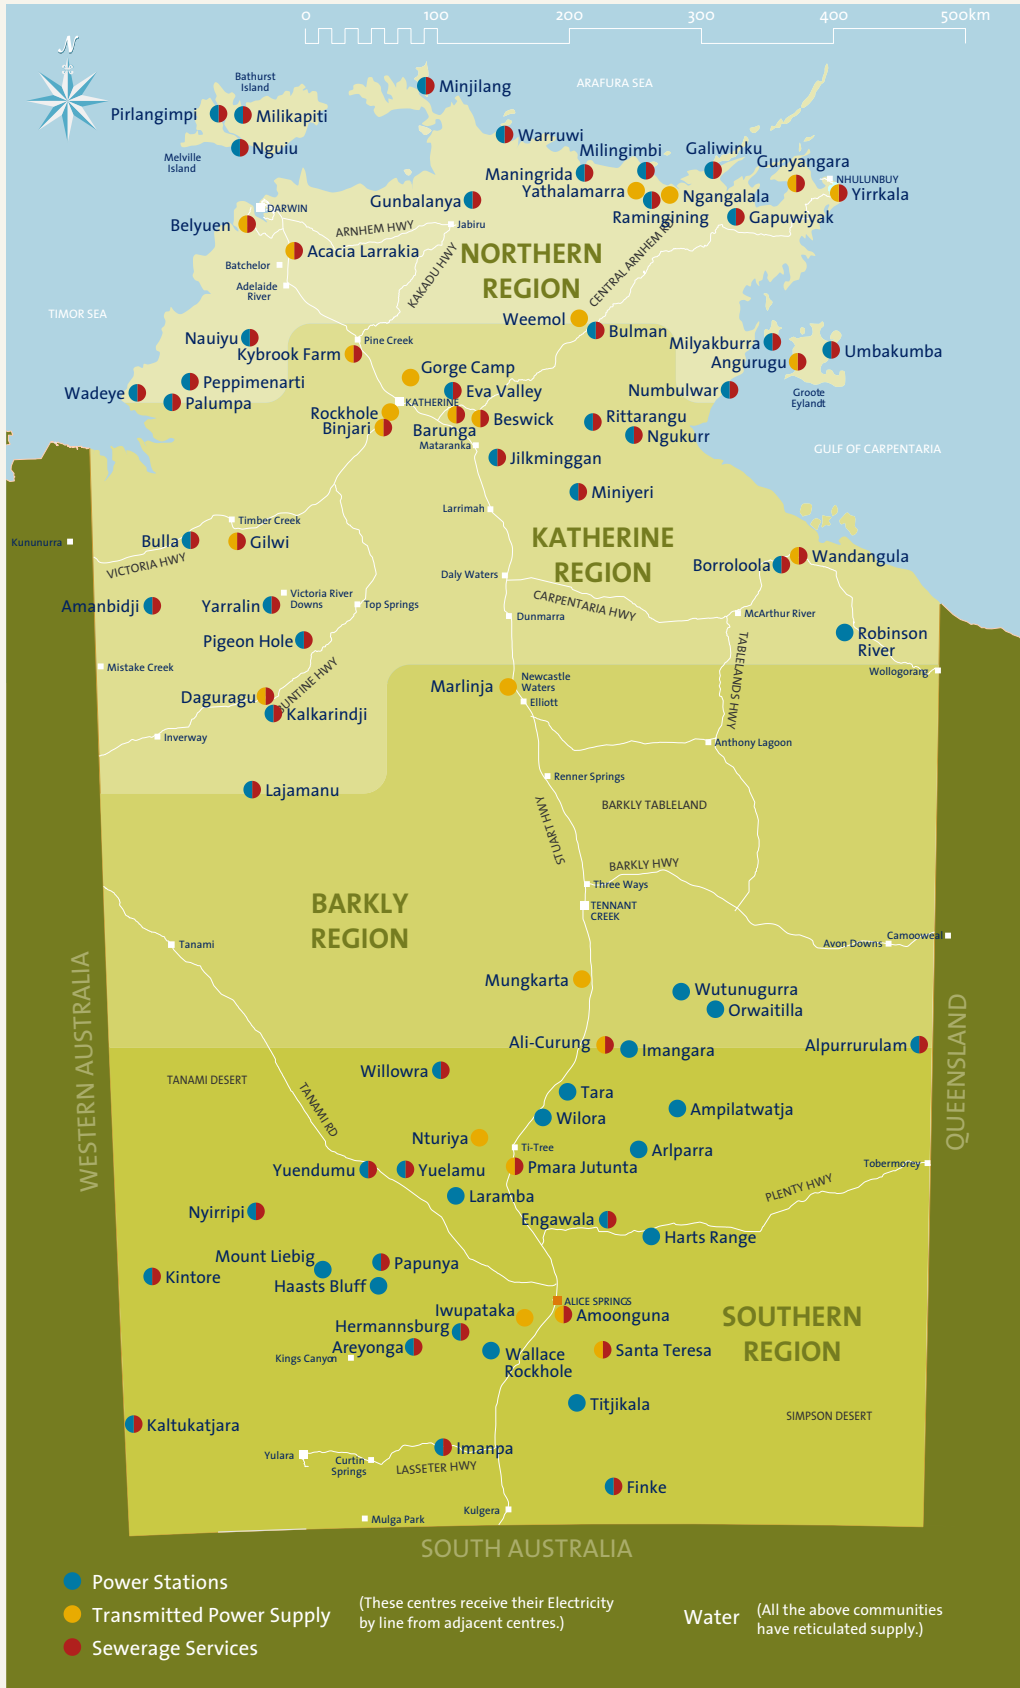 0 100 200 300 400 500km
N
Bathurst
Island
ARAFURA SEA
Minjilang
Pirlangimpi
Milikapiti
Nguiu
Melville
Island
Warruwi
Milingimbi
Galiwinku
Gunyangara
Maningrida
NHULUNBUY
Yathalamarra
Ngangalala
Yirrkala
Gunbalanya
Ramingining
Gapuwiyak
DARWIN
Belyuen
ARNHEM HWY
Jabiru
Acacia Larrakia
NORTHERN
REGION
KAKADU HWY
CENTRAL ARNHEM RD
Batchelor
Adelaide
River
TIMOR SEA
Weemol
Bulman
Nauiyu
Pine Creek
Kybrook Farm
Milyakburra
Umbakumba
Angurugu
Gorge Camp
Peppimenarti
Wadeye
Palumpa
Eva Valley
Numbulwar
Groote
Eylandt
KATHERINE
Rockhole
Binjari
Barunga
Beswick
Rittarangu
Ngukurr
Mataranka
GULF OF CARPENTARIA
Jilkminggan
Miniyeri
Larrimah
Timber Creek
KATHERINE
REGION
Kununurra
Bulla
Gilwi
VICTORIA HWY
Wandangula
Borroloola
Daly Waters
Amanbidji
Yarralin
Victoria River
Downs
Top Springs
CARPENTARIA HWY
Dunmarra
McArthur River
Pigeon Hole
Robinson
River
TABLELANDS HWY
Mistake Creek
Wollogorang
BUNTINE HWY
Marlinja
Newcastle
Waters
Elliott
Daguragu
Kalkarindji
Inverway
Anthony Lagoon
Renner Springs
Lajamanu
BARKLY TABLELAND
STUART HWY
BARKLY HWY
Three Ways
BARKLY
REGION
TENNANT
CREEK
Tanami
Camooweal
Avon Downs
WESTERN AUSTRALIA
Mungkarta
Wutunugurra
Orwaitilla
QUEENSLAND
Ali-Curung
Imangara
Alpurrurulam
Willowra
TANAMI DESERT
TANAMI RD
Tara
Ampilatwatja
Wilora
Nturiya
Ti-Tree
Arlparra
Yuendumu
Yuelamu
Pmara Jutunta
Tobermorey
Laramba
PLENTY HWY
Nyirripi
Engawala
Harts Range
Mount Liebig
Papunya
Kintore
Haasts Bluff
ALICE SPRINGS
Iwupataka
Amoonguna
SOUTHERN
REGION
Hermannsburg
Areyonga
Kings Canyon
Wallace
Rockhole
Santa Teresa
Titjikala
SIMPSON DESERT
Kaltukatjara
Yulara
Curtin
Springs
Imanpa
LASSETER HWY
Finke
Kulgera
Mulga Park
SOUTH AUSTRALIA
Power Stations
Transmitted Power Supply
Sewerage Services
(These centres receive their Electricity
by line from adjacent centres.)
Water
(All the above communities
have reticulated supply.)